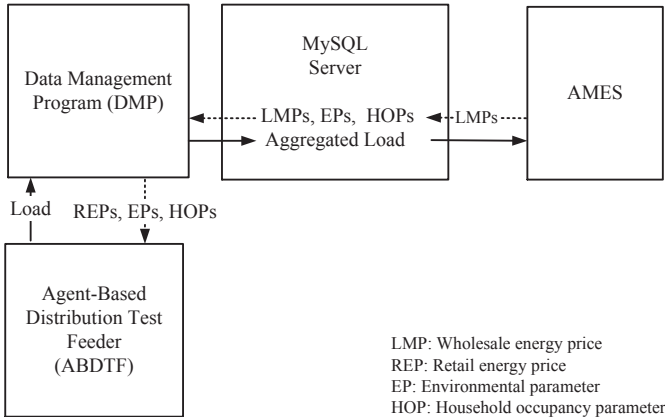 Data Management
Program (DMP)
MySQL
Server
AMES
LMPs, EPs, HOPs
Aggregated Load
LMPs
Load
REPs, EPs, HOPs
Agent-Based
Distribution Test
Feeder
(ABDTF)
LMP: Wholesale energy price
REP: Retail energy price
EP: Environmental parameter
HOP: Household occupancy parameter